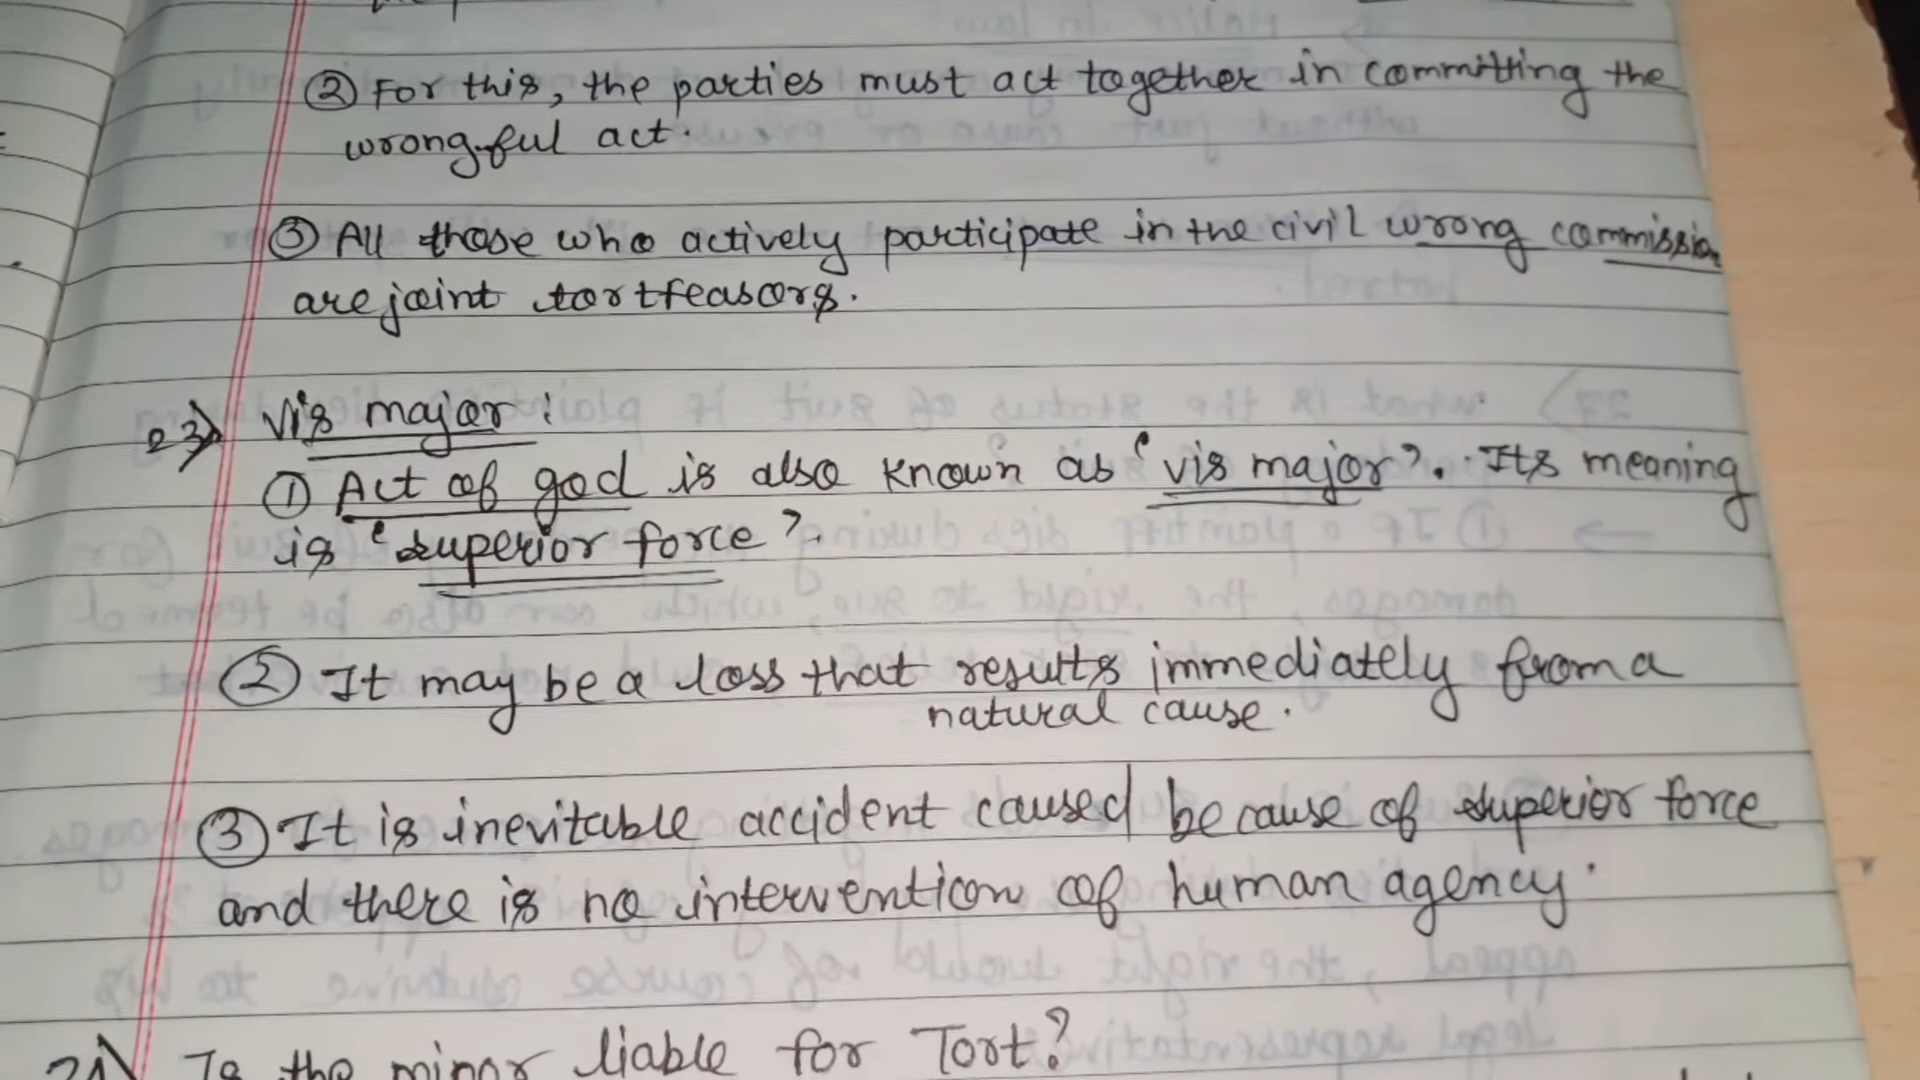 ② For this, the parties must act together in committing the
wrongful act.
③ All those who actively participate in the civil wrong commission
are joint tortfeasors.
23) Vis major:
① Act of god is also known as 'vis major'. Its meaning
is 'superior force'.
② It may be a loss that results immediately from a
natural cause.
③ It is inevitable accident caused because of superior force
and there is no intervention of human agency.
Is the minor liable for Tort?